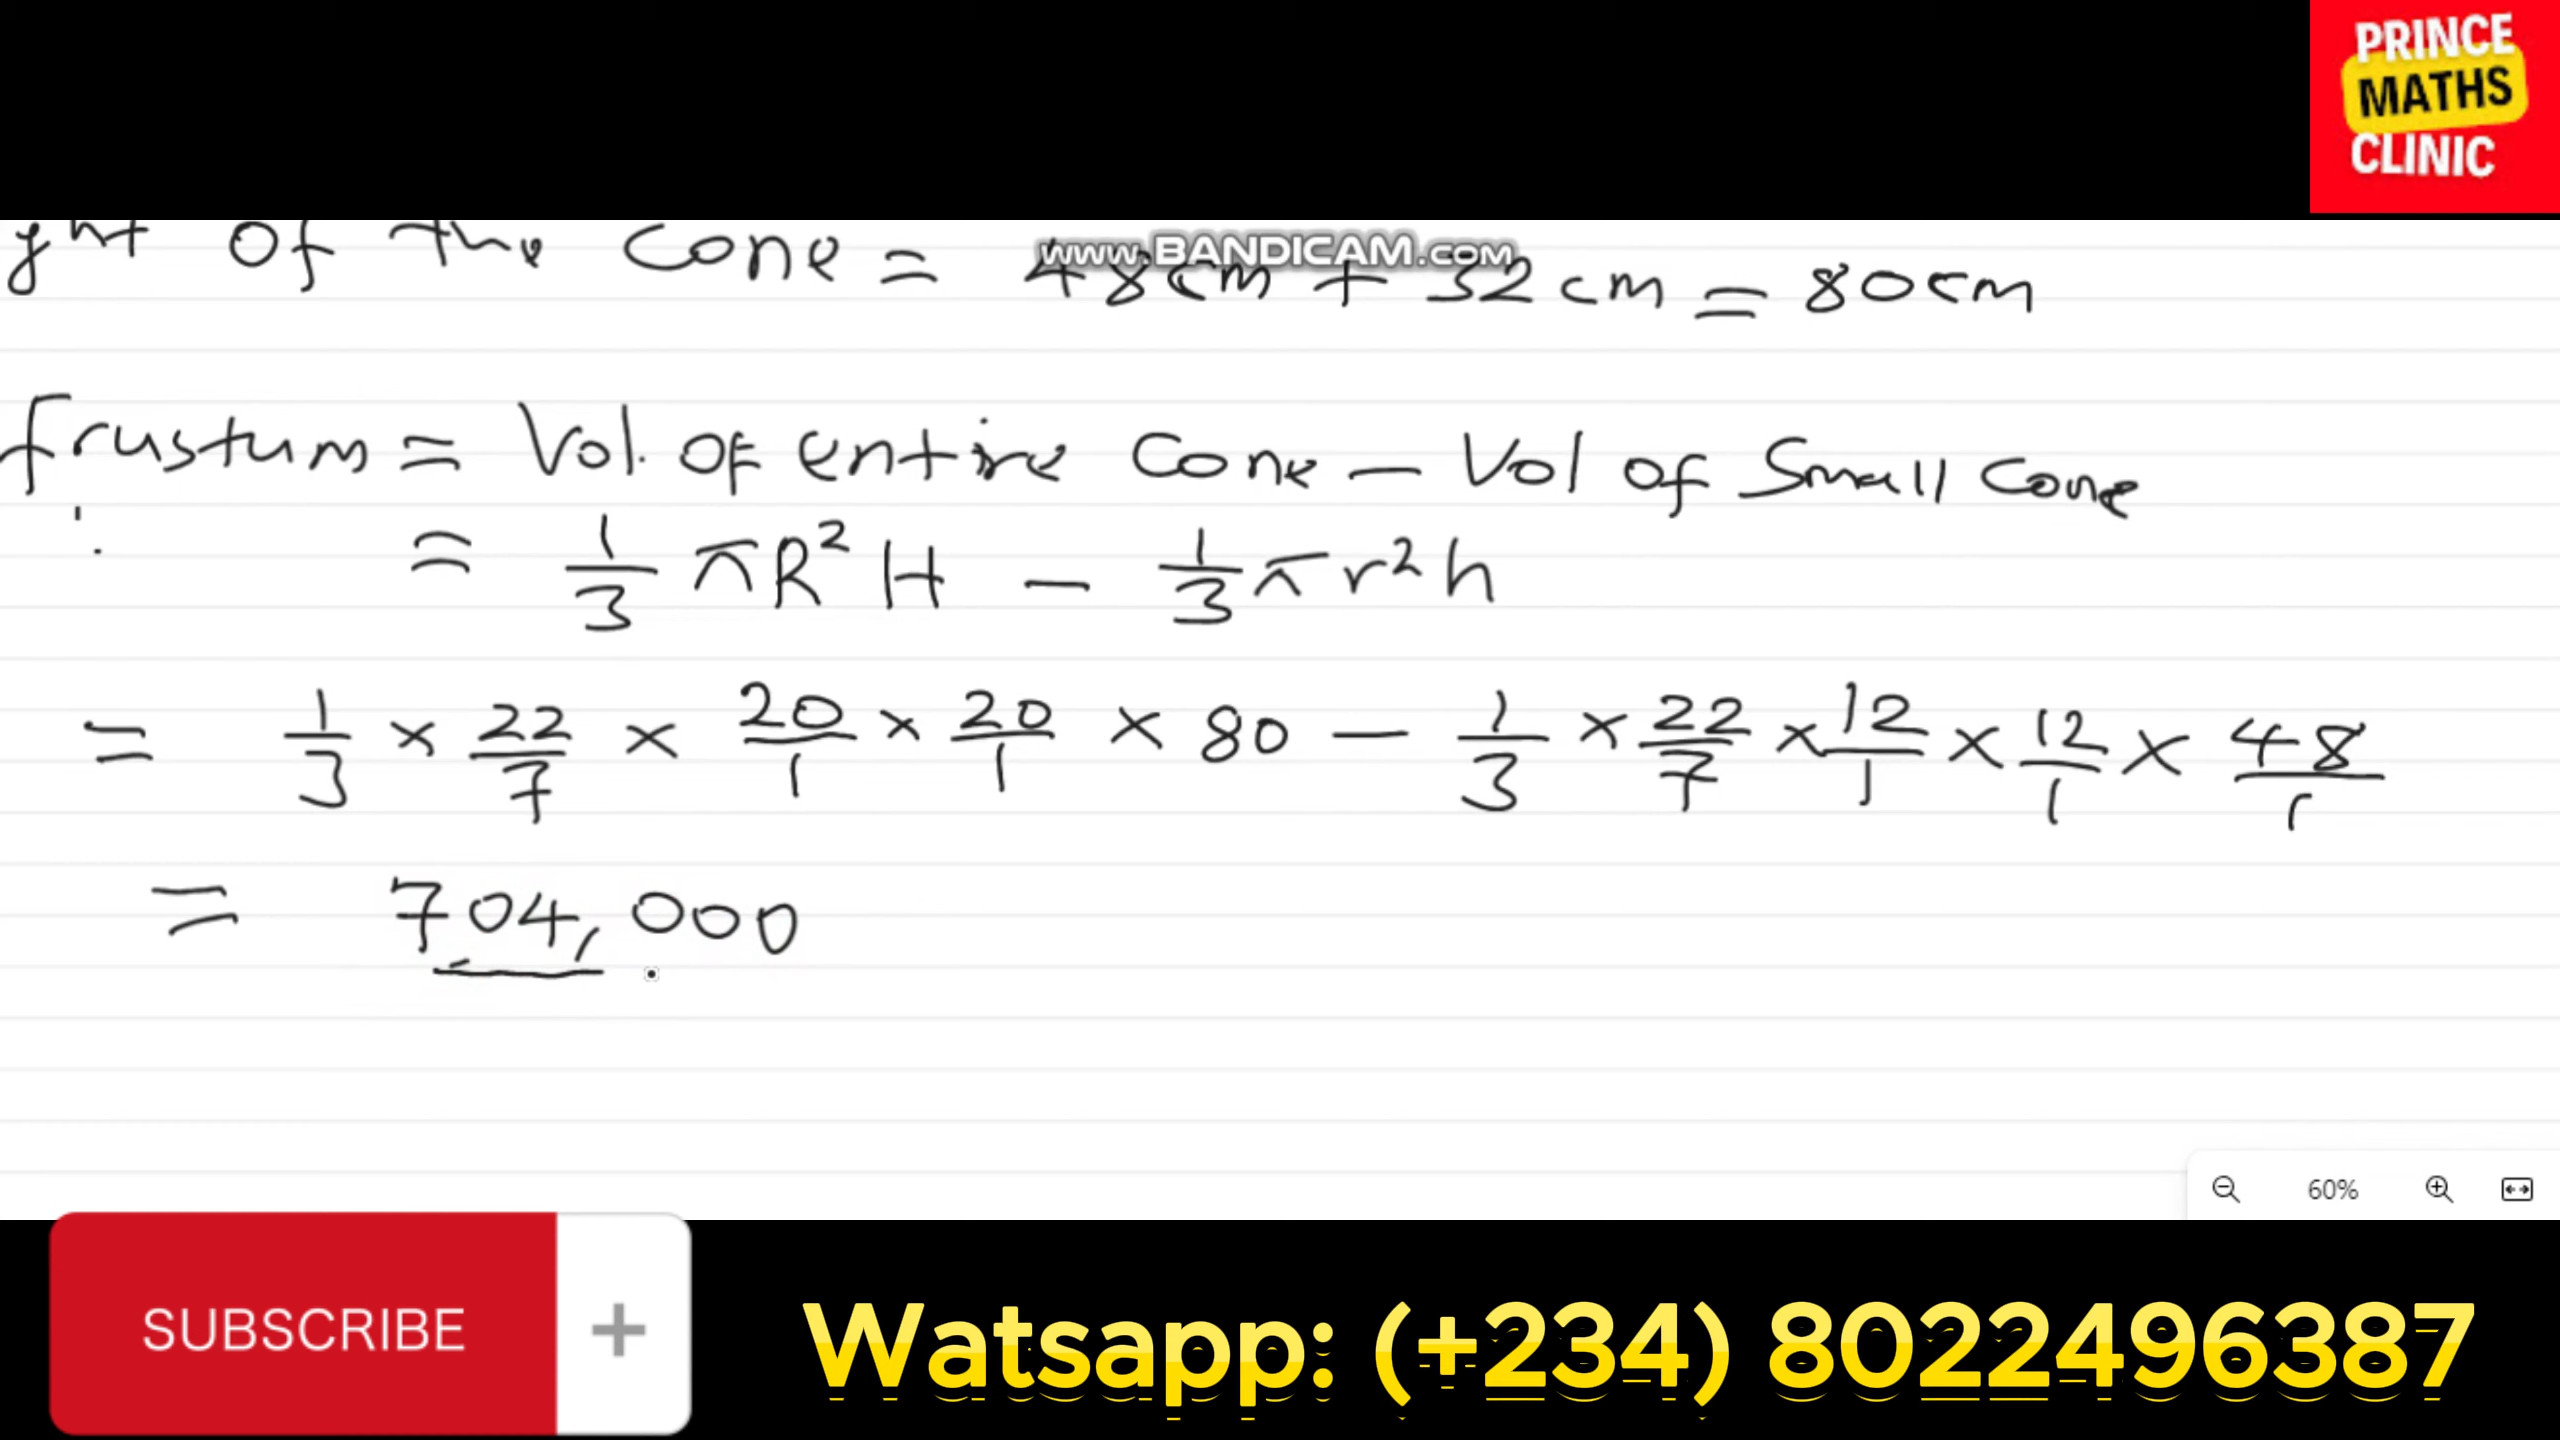 PRINCE
MATHS
CLINIC
www.BANDICAM.com
ght of the Cone = 48cm + 32cm = 80cm
frustum = Vol. of entire Cone − Vol of Small Cone
= 1/3 πR²H − 1/3 πr²h
= 1/3 × 22/7 × 20/1 × 20/1 × 80 − 1/3 × 22/7 × 12/1 × 12/1 × 48/1
= 704,000
60%
SUBSCRIBE +
Watsapp: (+234) 8022496387